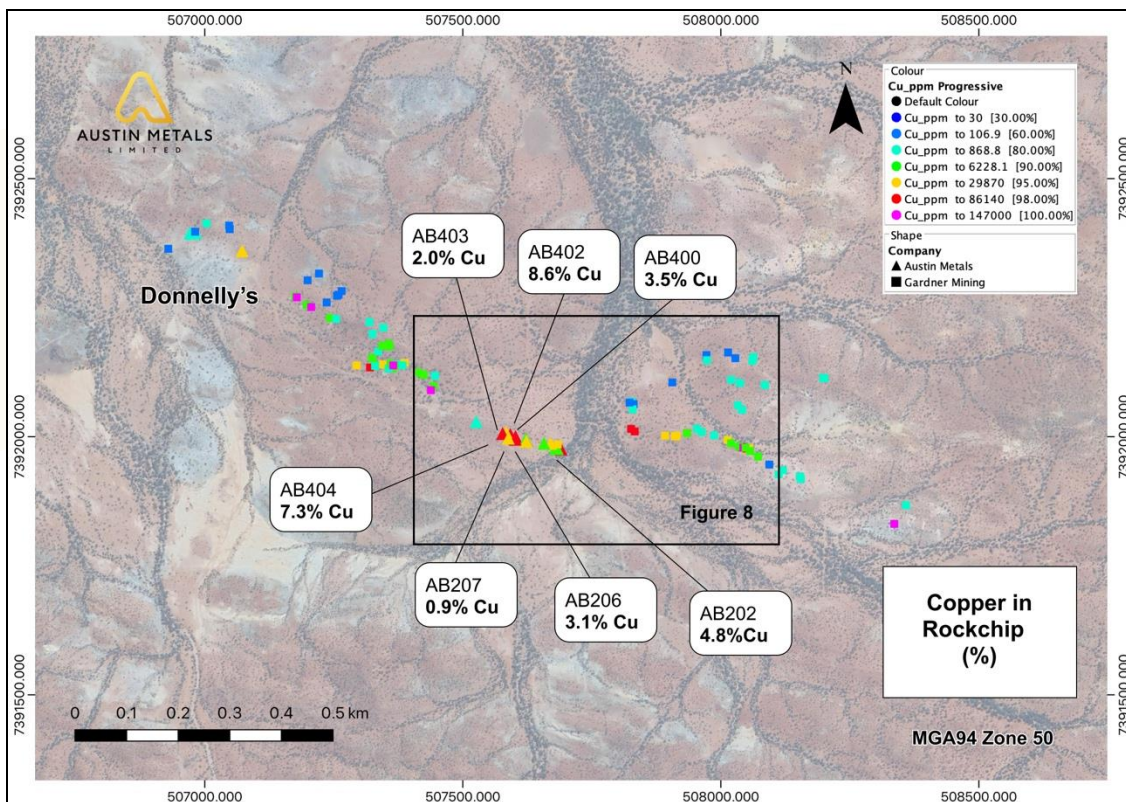 507000.000
507500.000
508000.000
508500.000
AUSTIN METALS
LIMITED
N
Colour
Cu_ppm Progressive
Default Colour
Cu_ppm to 30 [30.00%]
Cu_ppm to 106.9 [60.00%]
Cu_ppm to 868.8 [80.00%]
Cu_ppm to 6228.1 [90.00%]
Cu_ppm to 29870 [95.00%]
Cu_ppm to 86140 [98.00%]
Cu_ppm to 147000 [100.00%]
Shape
Company
Austin Metals
Gardner Mining
7392500.000
7392500.000
AB403
2.0% Cu
AB402
8.6% Cu
AB400
3.5% Cu
Donnelly's
7392000.000
7392000.000
AB404
7.3% Cu
Figure 8
AB207
0.9% Cu
AB206
3.1% Cu
AB202
4.8%Cu
Copper in
Rockchip
(%)
7391500.000
7391500.000
0 0.1 0.2 0.3 0.4 0.5 km
MGA94 Zone 50
507000.000
507500.000
508000.000
508500.000